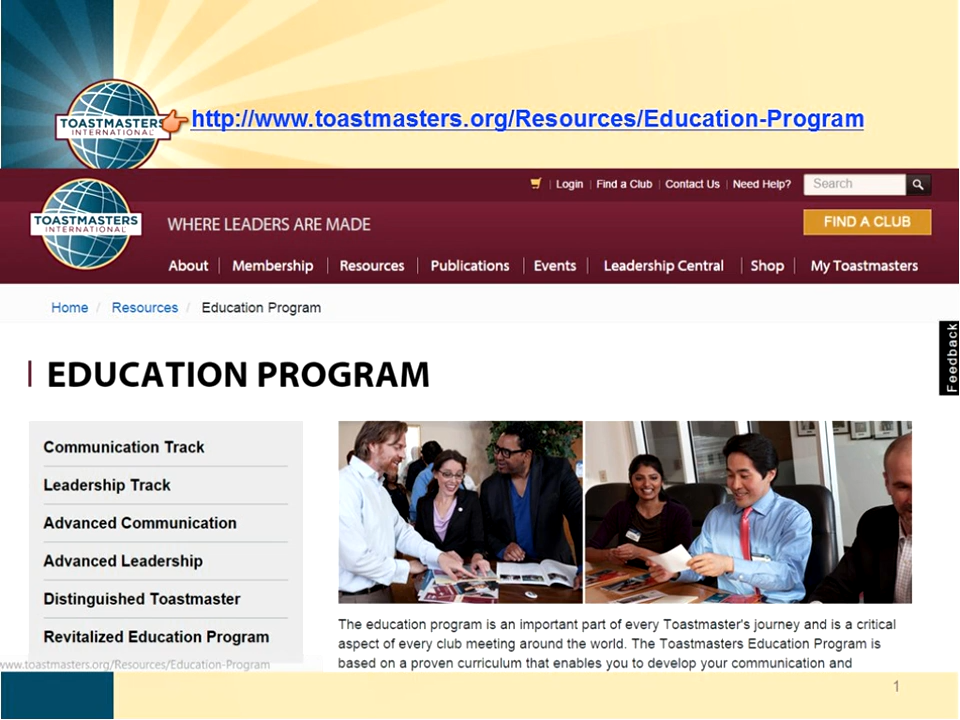 TOASTMASTERS
INTERNATIONAL
http://www.toastmasters.org/Resources/Education-Program
Login | Find a Club | Contact Us | Need Help? Search
TOASTMASTERS
INTERNATIONAL
WHERE LEADERS ARE MADE
FIND A CLUB
About | Membership | Resources | Publications | Events | Leadership Central | Shop | My Toastmasters
Home / Resources / Education Program
Feedback
EDUCATION PROGRAM
Communication Track
Leadership Track
Advanced Communication
Advanced Leadership
Distinguished Toastmaster
Revitalized Education Program
The education program is an important part of every Toastmaster's journey and is a critical
aspect of every club meeting around the world. The Toastmasters Education Program is
based on a proven curriculum that enables you to develop your communication and
www.toastmasters.org/Resources/Education-Program
1